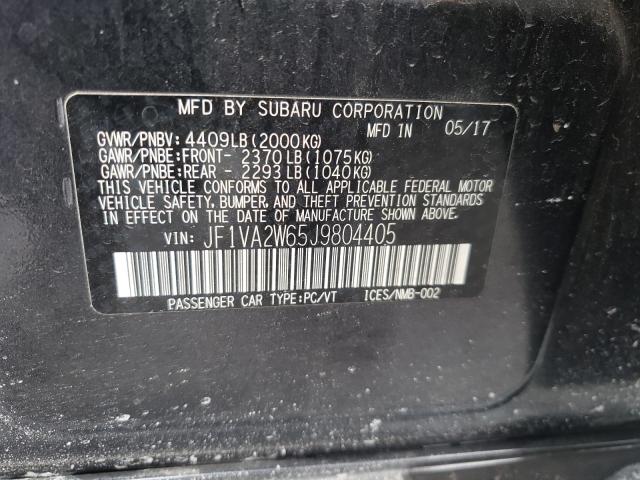 MFD BY SUBARU CORPORATION
MFD IN 05/17
GVWR/PNBV: 4409LB(2000KG)
GAWR/PNBE:FRONT- 2370LB(1075KG)
GAWR/PNBE:REAR - 2293LB(1040KG)
THIS VEHICLE CONFORMS TO ALL APPLICABLE FEDERAL MOTOR
VEHICLE SAFETY, BUMPER, AND THEFT PREVENTION STANDARDS
IN EFFECT ON THE DATE OF MANUFACTURE SHOWN ABOVE.
VIN: JF1VA2W65J9804405
PASSENGER CAR TYPE:PC/VT ICES/NMB-002